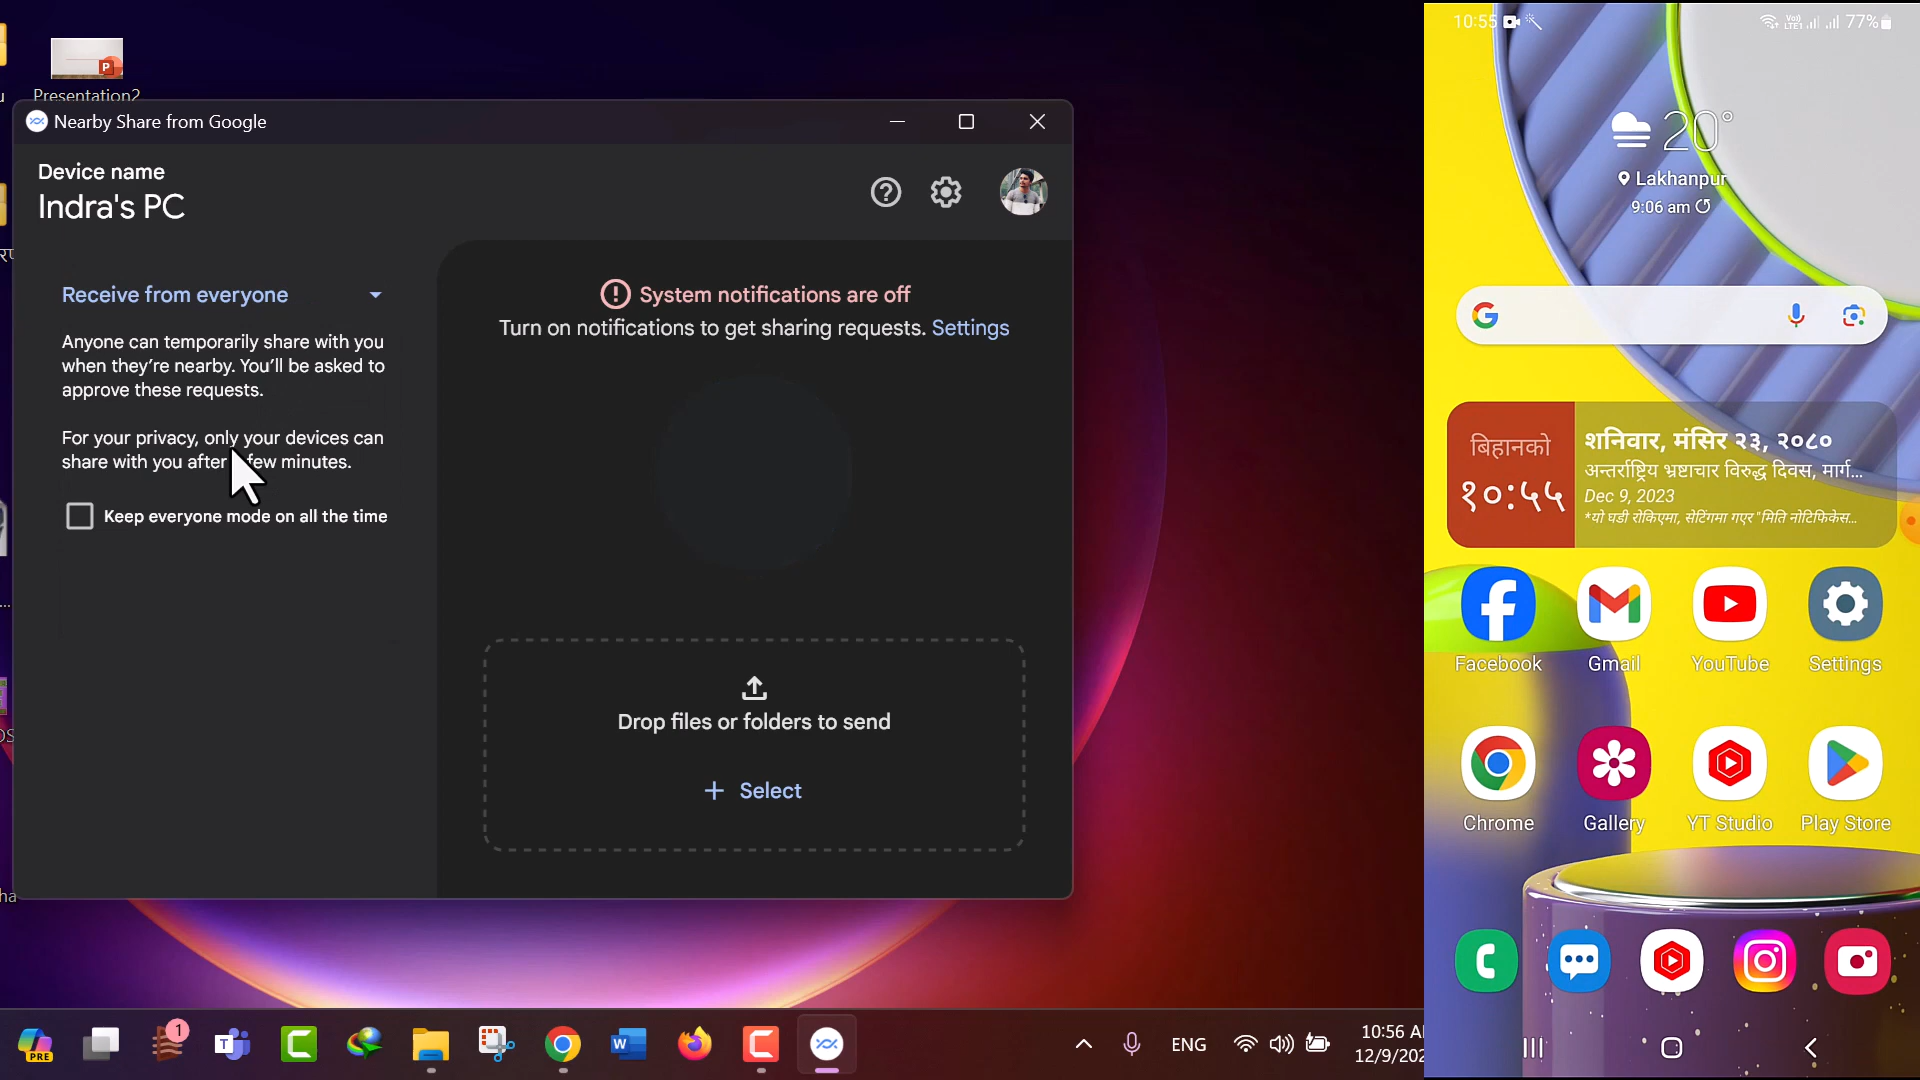 Presentation2
Nearby Share from Google
Device name
Indra's PC
Receive from everyone
Anyone can temporarily share with you
when they're nearby. You'll be asked to
approve these requests.
For your privacy, only your devices can
share with you after few minutes.
Keep everyone mode on all the time
System notifications are off
Turn on notifications to get sharing requests. Settings
Drop files or folders to send
+ Select
PRE
1
ENG
10:56
12/9/202
10:55
77%
20°
Lakhanpur
9:06 am
बिहानको
१०:५५
शनिवार, मंसिर २३, २०८०
अन्तर्राष्ट्रिय भ्रष्टाचार विरुद्ध दिवस, मार्ग...
Dec 9, 2023
*यो घडी रोकिएमा, सेटिंगमा गएर "मिति नोटिफिकेस...
Facebook
Gmail
YouTube
Settings
Chrome
Gallery
YT Studio
Play Store